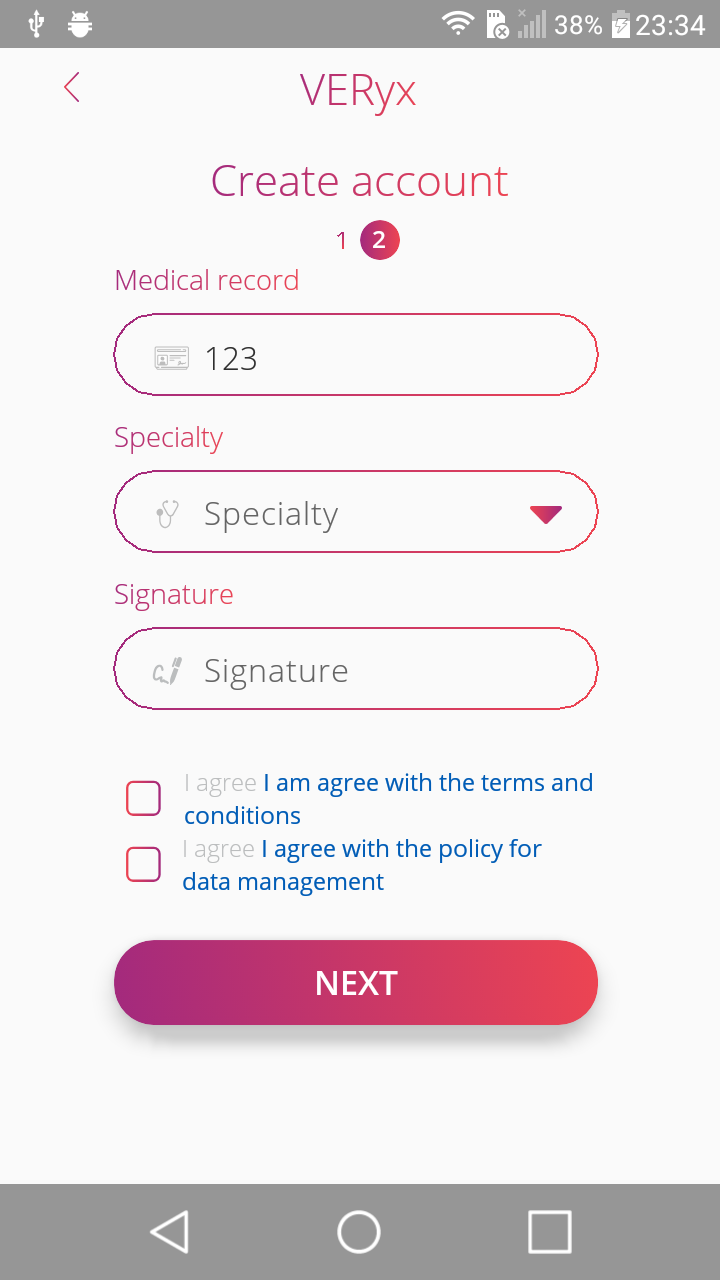 38% 23:34
VERyx
Create account
1 2
Medical record
123
Specialty
Specialty
Signature
Signature
I agree I am agree with the terms and
conditions
I agree I agree with the policy for
data management
NEXT